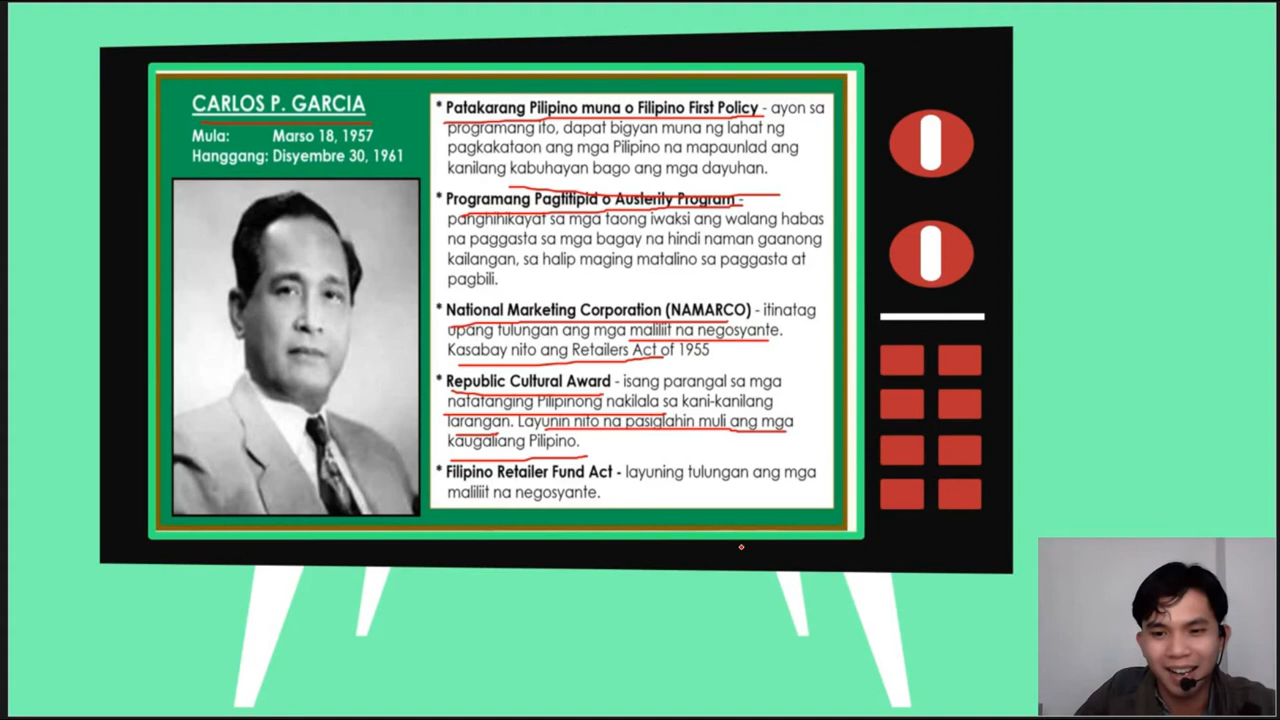 CARLOS P. GARCIA
Mula: Marso 18, 1957
Hanggang: Disyembre 30, 1961
* Patakarang Pilipino muna o Filipino First Policy - ayon sa
programang ito, dapat bigyan muna ng lahat ng
pagkakataon ang mga Pilipino na mapaunlad ang
kanilang kabuhayan bago ang mga dayuhan.
* Programang Pagtitipid o Austerity Program -
panghihikayat sa mga taong iwaksi ang walang habas
na paggasta sa mga bagay na hindi naman gaanong
kailangan, sa halip maging matalino sa paggasta at
pagbili.
* National Marketing Corporation (NAMARCO) - itinatag
upang tulungan ang mga maliliit na negosyante.
Kasabay nito ang Retailers Act of 1955
* Republic Cultural Award - isang parangal sa mga
natatanging Pilipinong nakilala sa kani-kanilang
larangan. Layunin nito na pasiglahin muli ang mga
kaugaliang Pilipino.
* Filipino Retailer Fund Act - layuning tulungan ang mga
maliliit na negosyante.